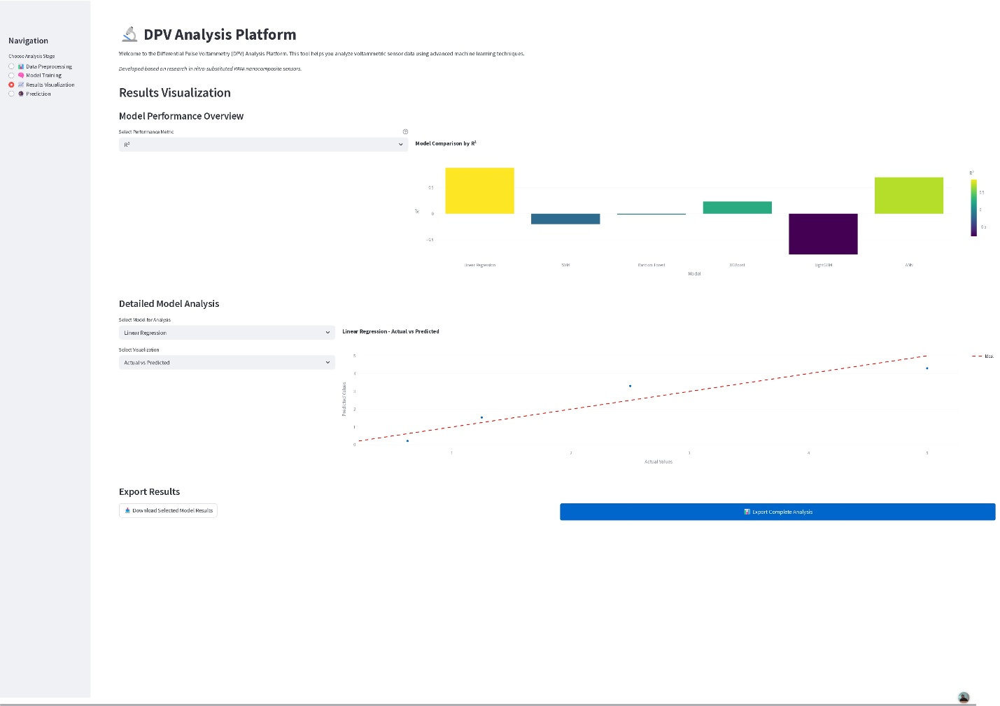 Navigation
Choose Analysis Stage
Data Preprocessing
Model Training
Results Visualization
Prediction
DPV Analysis Platform
Welcome to the Differential Pulse Voltammetry (DPV) Analysis Platform. This tool helps you analyze voltammetric sensor data using advanced machine learning techniques.
Developed based on research in nitro-substituted PANI nanocomposite sensors.
Results Visualization
Model Performance Overview
Select Performance Metric
R²
Model Comparison by R²
R²
0.5
0
−0.5
Linear Regression
SVM
Random Forest
XGBoost
LightGBM
ANN
Model
R²
0.5
0
−0.5
Detailed Model Analysis
Select Model for Analysis
Linear Regression
Select Visualization
Actual vs Predicted
Linear Regression - Actual vs Predicted
Predicted Values
5
4
3
2
1
0
1
2
3
4
5
Actual Values
Ideal
Export Results
Download Selected Model Results
Export Complete Analysis